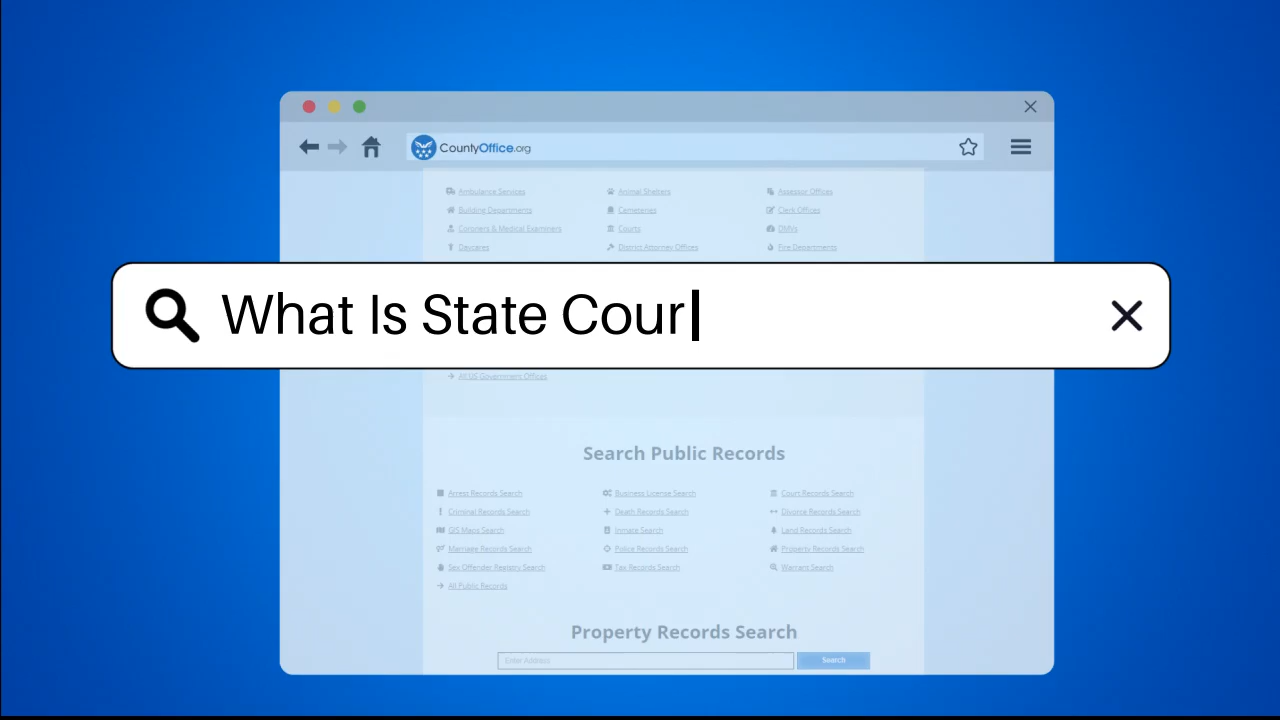 CountyOffice.org
Ambulance Services
Animal Shelters
Assessor Offices
Building Departments
Cemeteries
Clerk Offices
Coroners & Medical Examiners
Courts
DMVs
Daycares
District Attorney Offices
Fire Departments
What Is State Cour
All US Government Offices
Search Public Records
Arrest Records Search
Business License Search
Court Records Search
Criminal Records Search
Death Records Search
Divorce Records Search
GIS Maps Search
Inmate Search
Land Records Search
Marriage Records Search
Police Records Search
Property Records Search
Sex Offender Registry Search
Tax Records Search
Warrant Search
All Public Records
Property Records Search
Enter Address
Search